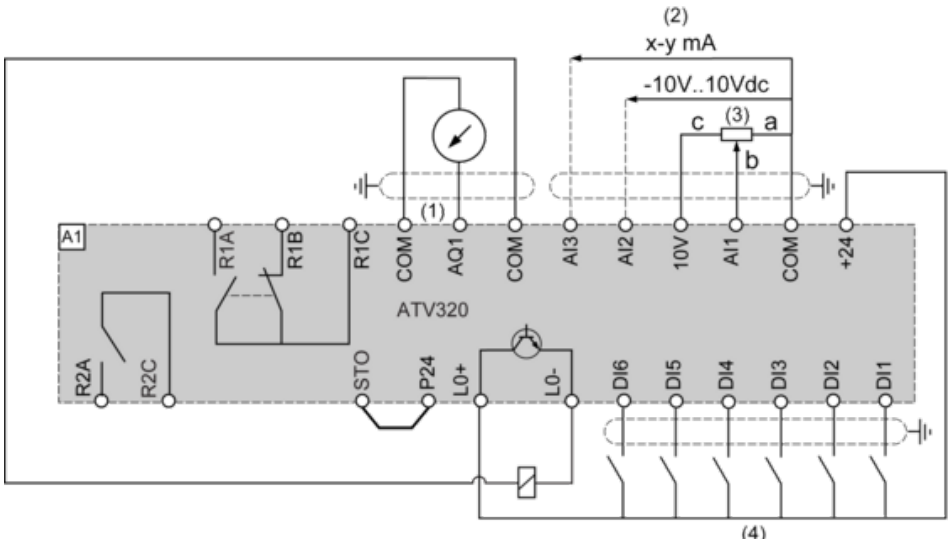 (2)
x-y mA
-10V..10Vdc
c (3) a
b
(1)
A1
R1A R1B R1C COM AQ1 COM AI3 AI2 10V AI1 COM +24
ATV320
R2A R2C STO P24 L0+ L0- DI6 DI5 DI4 DI3 DI2 DI1
(4)